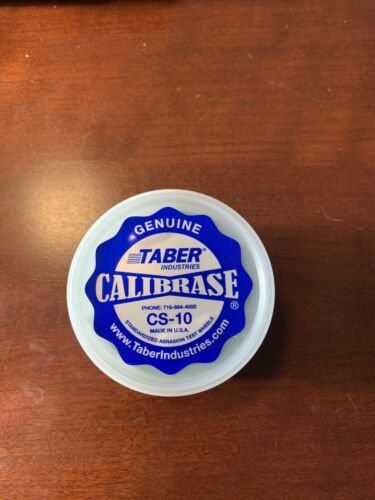 GENUINE
TABER®
INDUSTRIES
CALIBRASE®
PHONE: 716-694-4000
CS-10
MADE IN U.S.A.
STANDARDIZED ABRASION TEST WHEELS
www.TaberIndustries.com